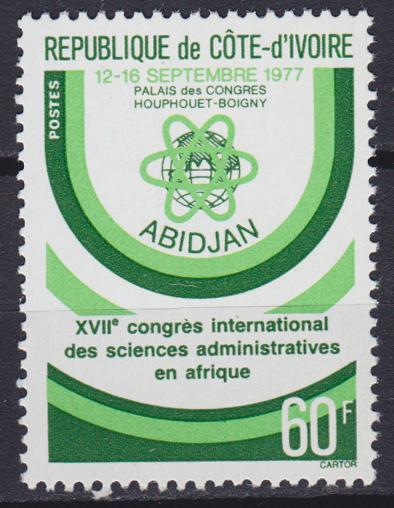 REPUBLIQUE de CÔTE-d'IVOIRE
12-16 SEPTEMBRE 1977
PALAIS des CONGRES
HOUPHOUET-BOIGNY
POSTES
ABIDJAN
XVIIe congrès international
des sciences administratives
en afrique
60F
CARTOR